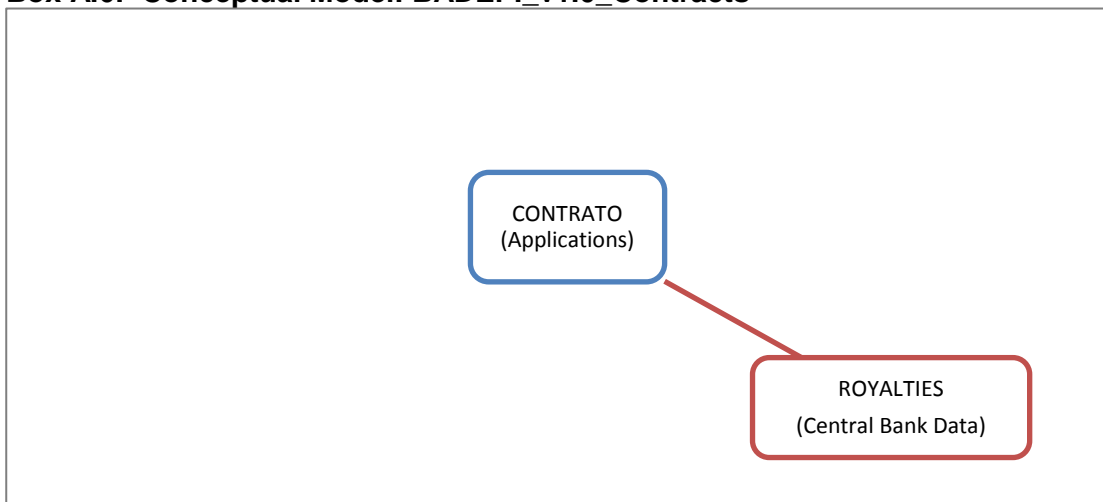 CONTRATO
(Applications)
ROYALTIES
(Central Bank Data)